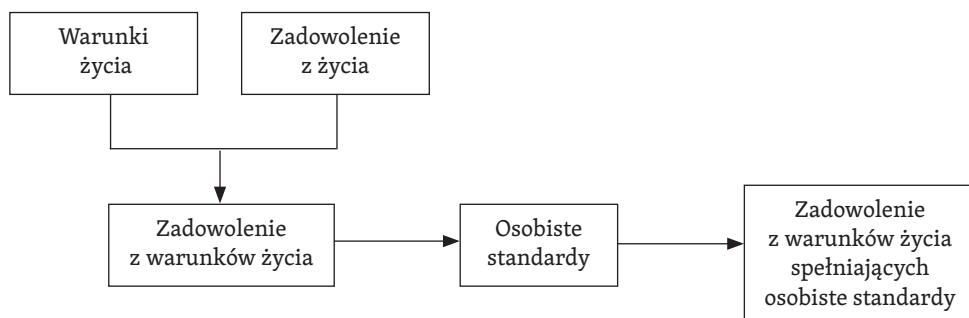 Warunki
życia
Zadowolenie
z życia
Zadowolenie
z warunków życia
Osobiste
standardy
Zadowolenie
z warunków życia
spełniających
osobiste standardy